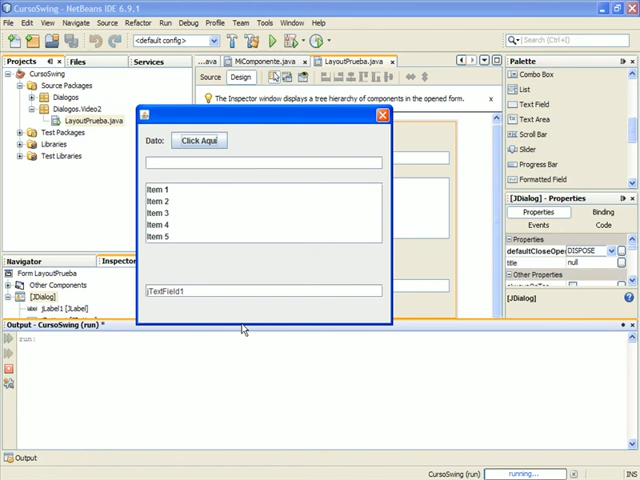 CursoSwing - NetBeans IDE 6.9.1
File Edit View Navigate Source Refactor Run Debug Profile Team Tools Window Help
<default config>
Projects Files Services
...ava MiComponente.java LayoutPrueba.java
Source Design
The Inspector window displays a tree hierarchy of components in the opened form.
CursoSwing
Source Packages
Dialogos
Dialogos.Video2
LayoutPrueba.java
Test Packages
Libraries
Test Libraries
Dato: Click Aqui
Item 1
Item 2
Item 3
Item 4
Item 5
jTextField1
Palette
Combo Box
List
Text Field
Text Area
Scroll Bar
Slider
Progress Bar
Formatted Field
[JDialog] - Properties
Properties Binding
Events Code
Properties
defaultCloseOper DISPOSE
title null
Other Properties
[JDialog]
Navigator Inspector
Form LayoutPrueba
Other Components
[JDialog]
jLabel1 [JLabel]
Output - CursoSwing (run)
run:
Output
CursoSwing (run) running...
INS